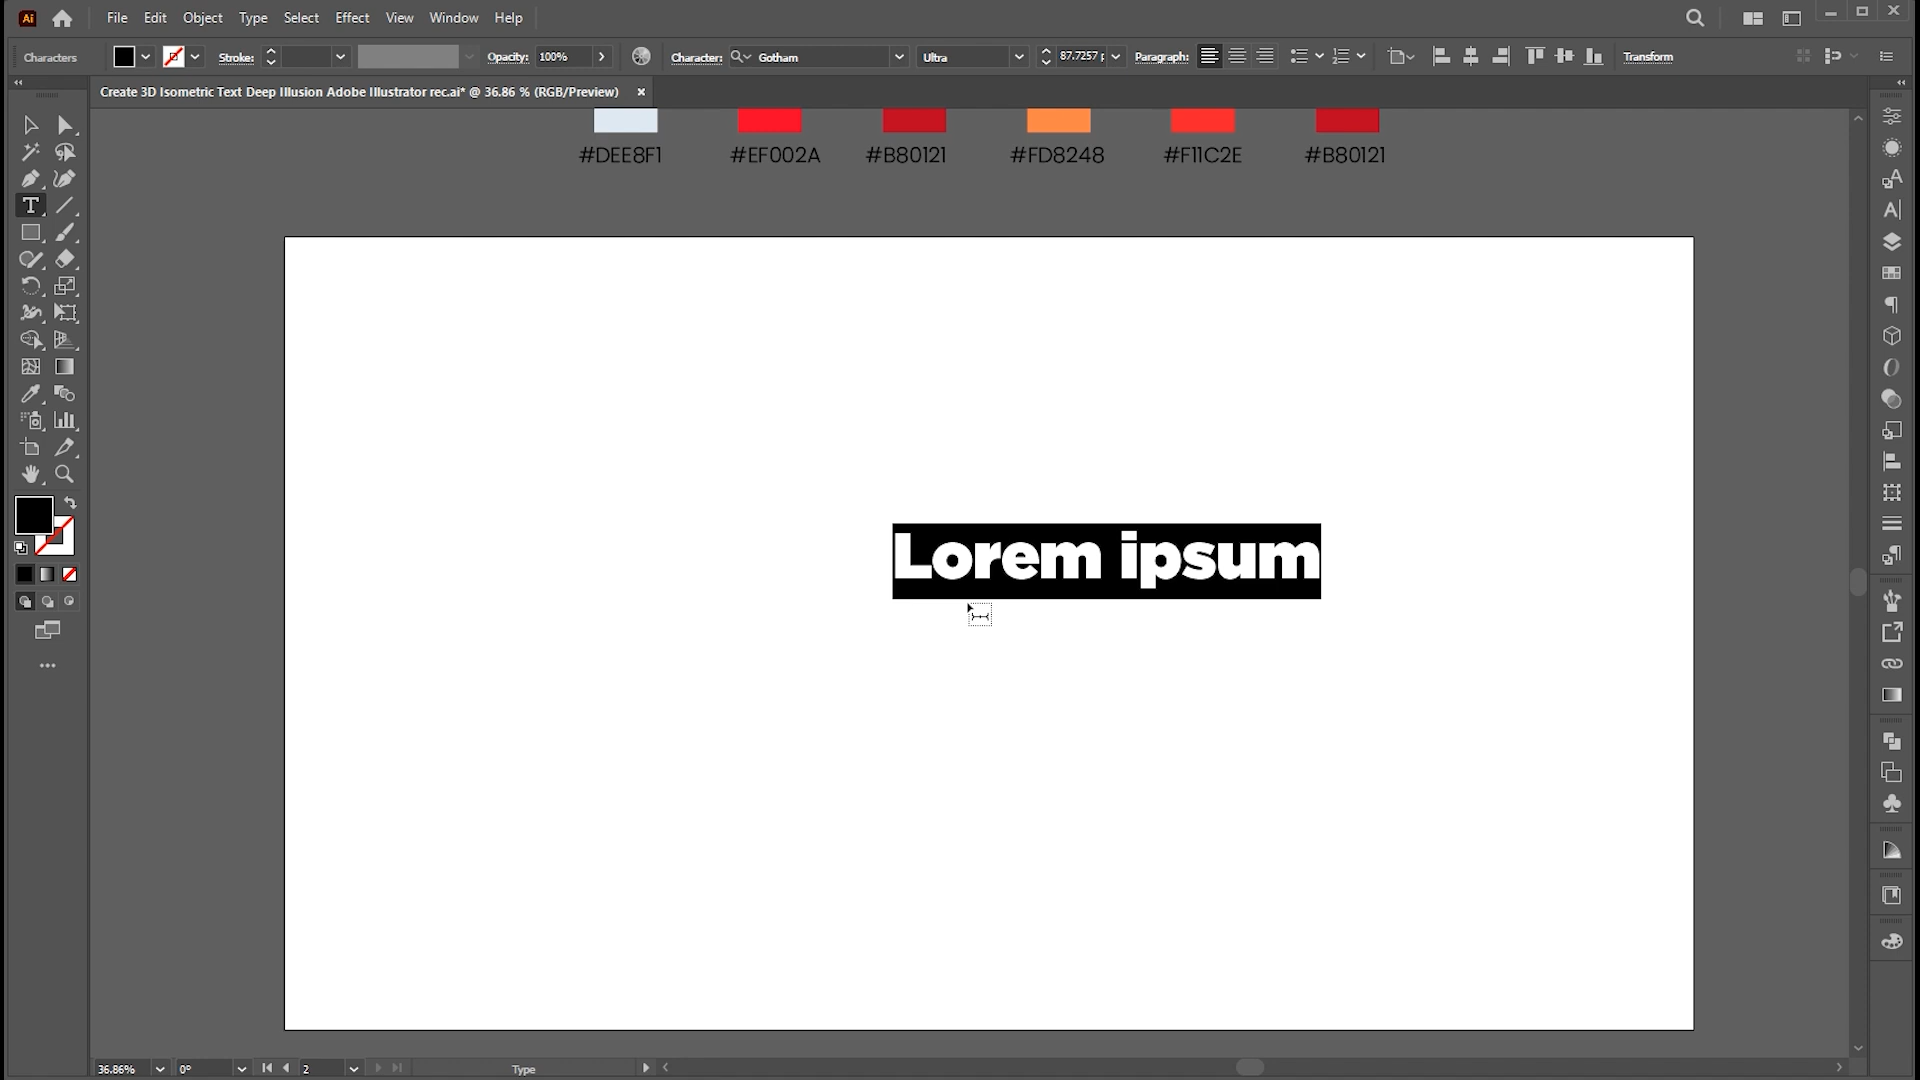 Ai File Edit Object Type Select Effect View Window Help
Characters Stroke: Opacity: 100% Character: Gotham Ultra 87.7257 p Paragraph: Transform
Create 3D Isometric Text Deep Illusion Adobe Illustrator rec.ai* @ 36.86 % (RGB/Preview)
#DEE8F1 #EF002A #B80121 #FD8248 #F11C2E #B80121
Lorem ipsum
36.86% 0° 2 Type